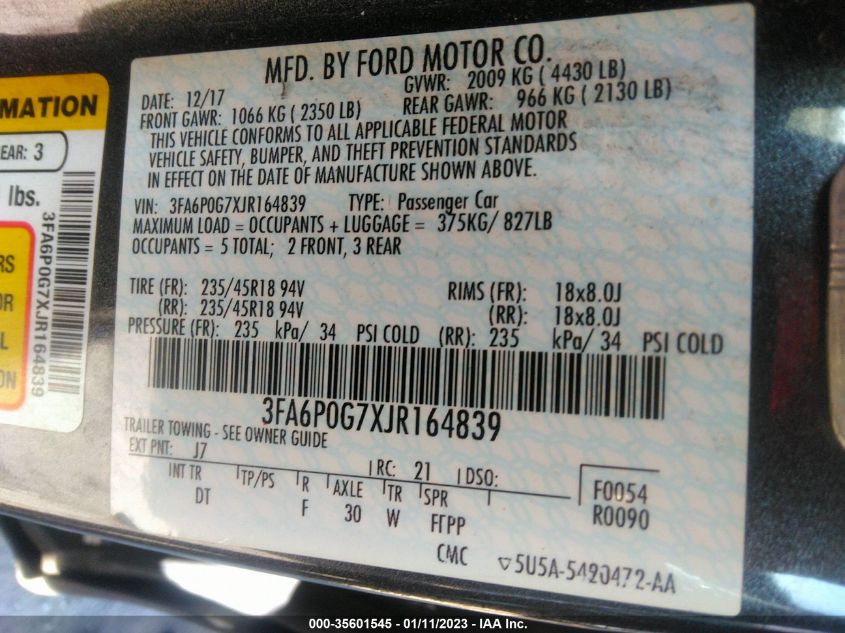 MFD. BY FORD MOTOR CO.
DATE: 12/17
GVWR: 2009 KG ( 4430 LB)
FRONT GAWR: 1066 KG ( 2350 LB)
REAR GAWR: 966 KG ( 2130 LB)
THIS VEHICLE CONFORMS TO ALL APPLICABLE FEDERAL MOTOR
VEHICLE SAFETY, BUMPER, AND THEFT PREVENTION STANDARDS
IN EFFECT ON THE DATE OF MANUFACTURE SHOWN ABOVE.
VIN: 3FA6P0G7XJR164839 TYPE: Passenger Car
MAXIMUM LOAD = OCCUPANTS + LUGGAGE = 375KG/ 827LB
OCCUPANTS = 5 TOTAL; 2 FRONT, 3 REAR
TIRE (FR): 235/45R18 94V RIMS (FR): 18x8.0J
(RR): 235/45R18 94V (RR): 18x8.0J
PRESSURE (FR): 235 kPa/ 34 PSI COLD (RR): 235 kPa/ 34 PSI COLD
3FA6P0G7XJR164839
TRAILER TOWING - SEE OWNER GUIDE
EXT PNT: J7 RC: 21 DSO:
INT TR TP/PS R AXLE TR SPR F0054
DT F 30 W FFPP R0090
CMC 5U5A-5420472-AA
MATION
EAR: 3
lbs.
RS
OR
L
ON
3FA6P0G7XJR164839
000-35601545 - 01/11/2023 - IAA Inc.